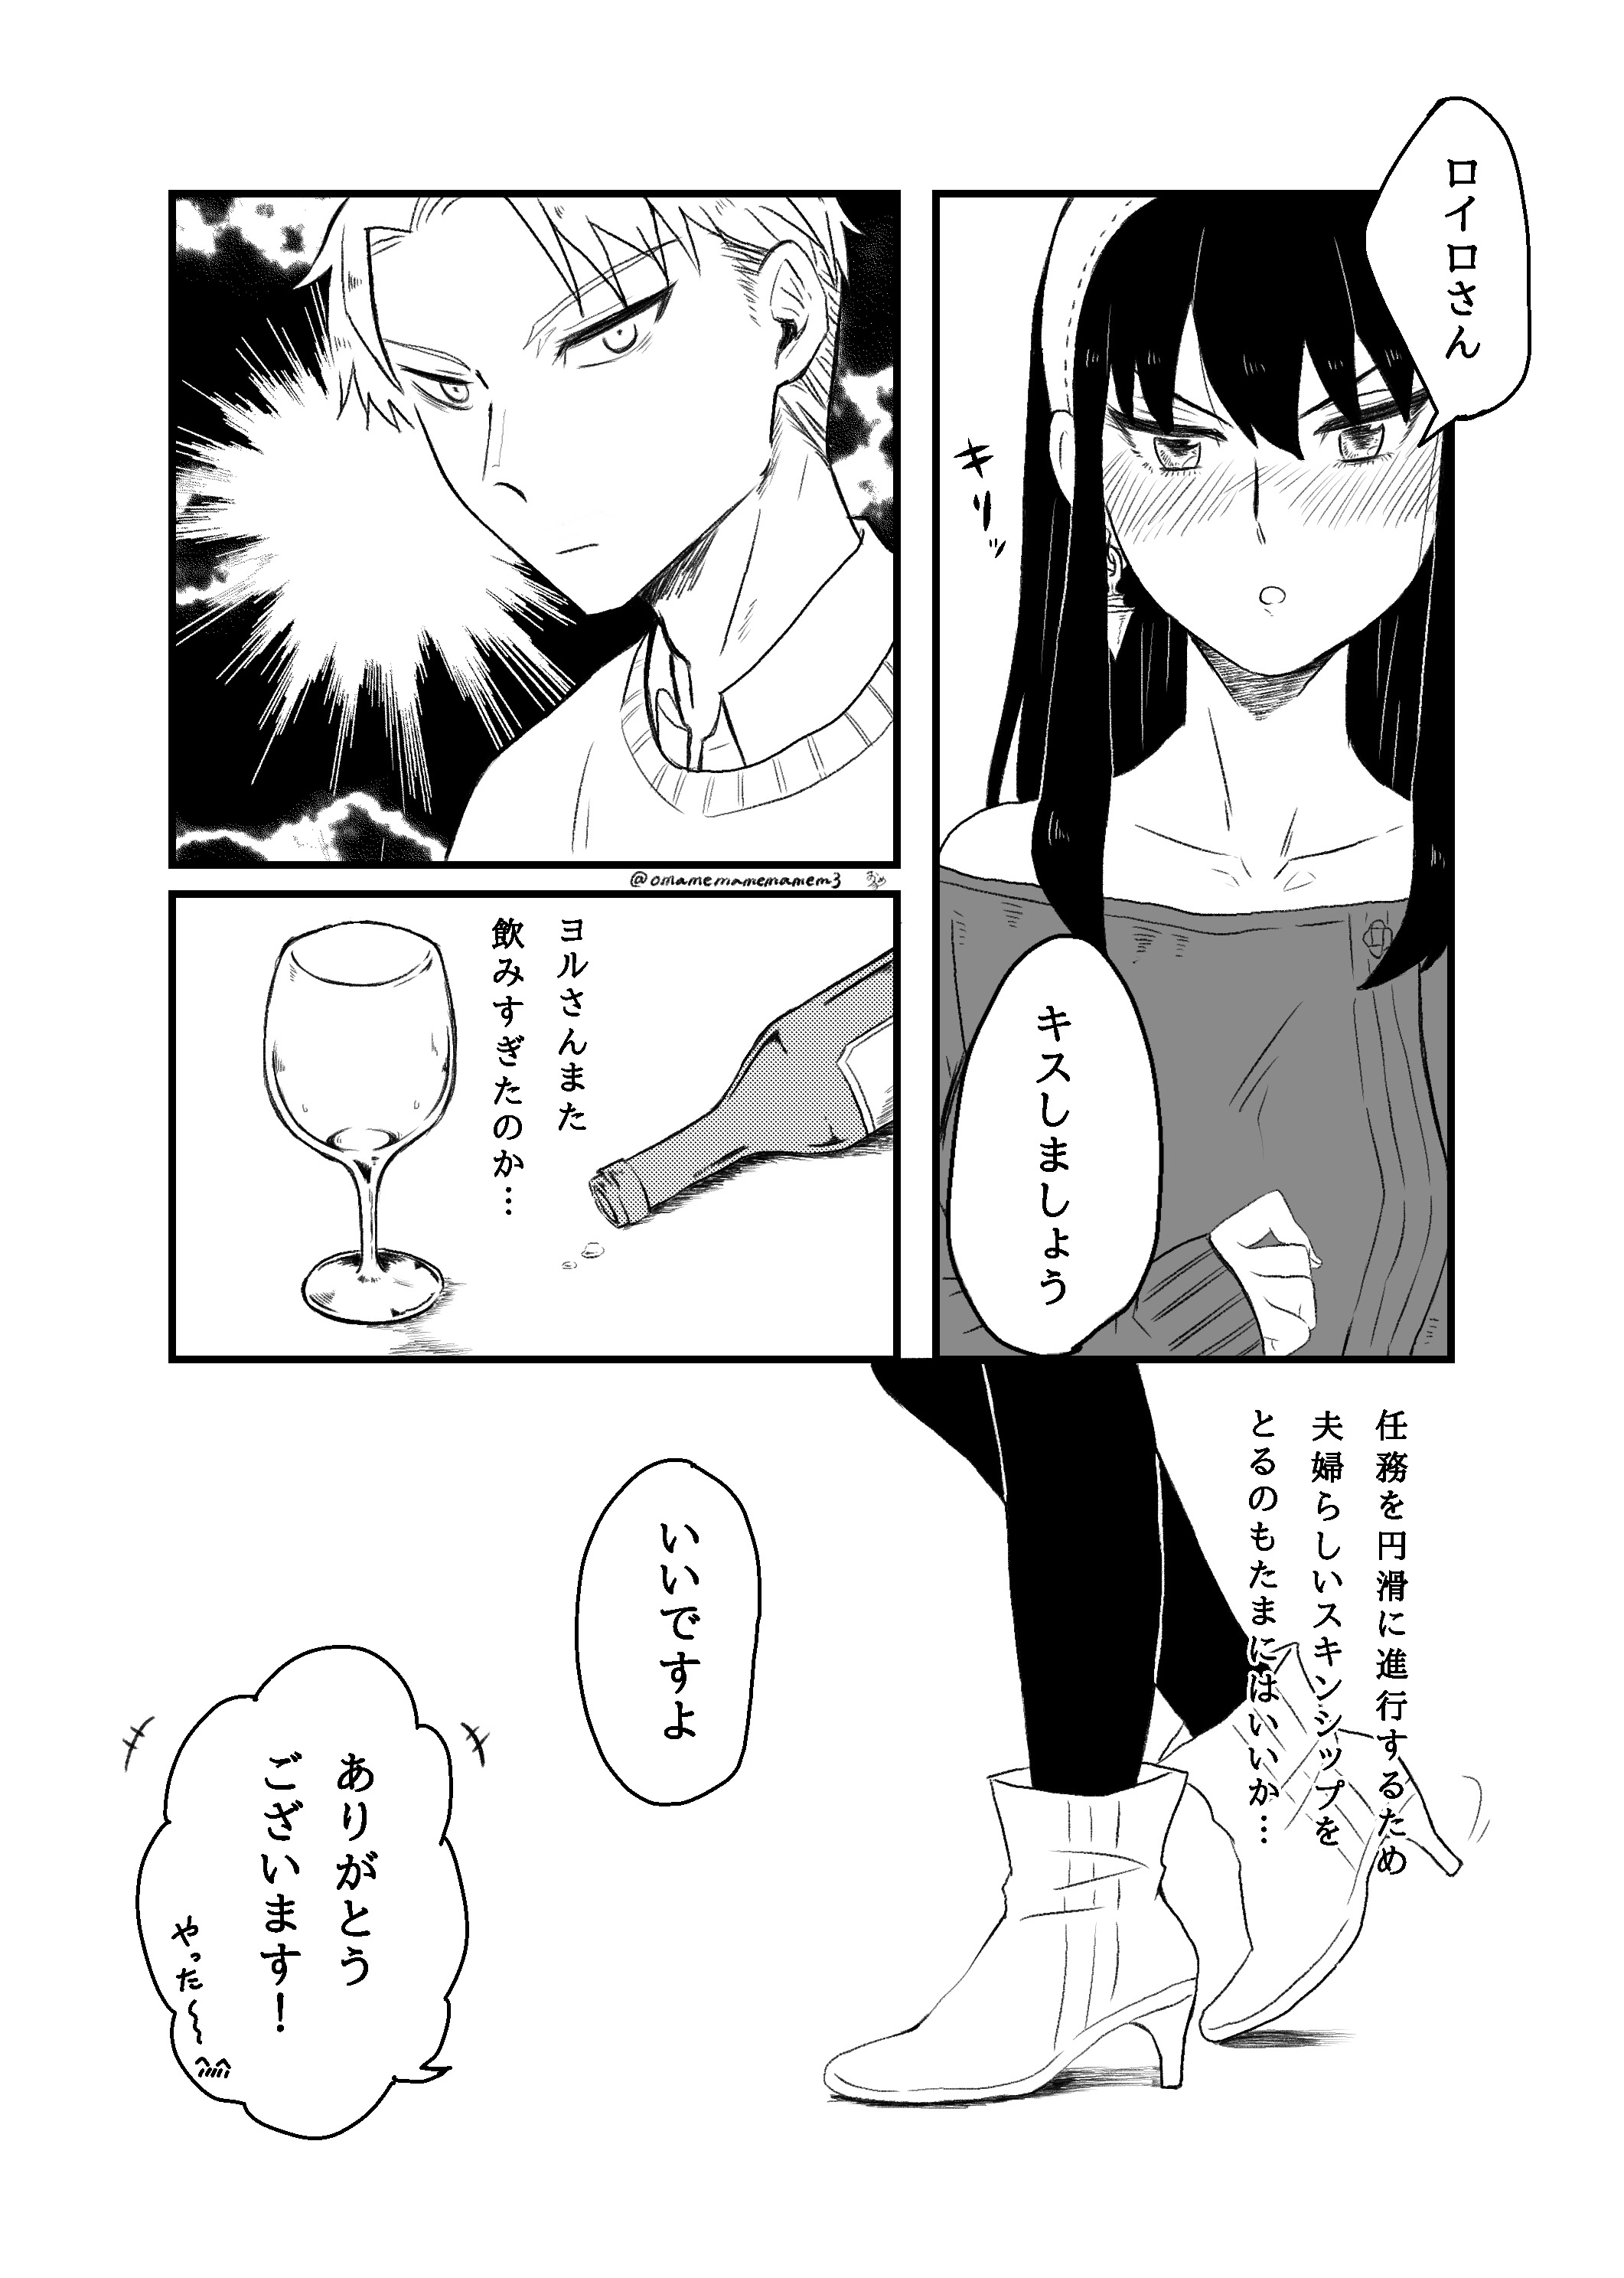 ロイロさん
キリッ
キスしましょう
@omamemamemamem3
ヨルさんまた
飲みすぎたのか…
任務を円滑に進行するため
夫婦らしいスキンシップを
とるのもたまにはいいか…
いいですよ
ありがとう
ございます！
やった〜〜